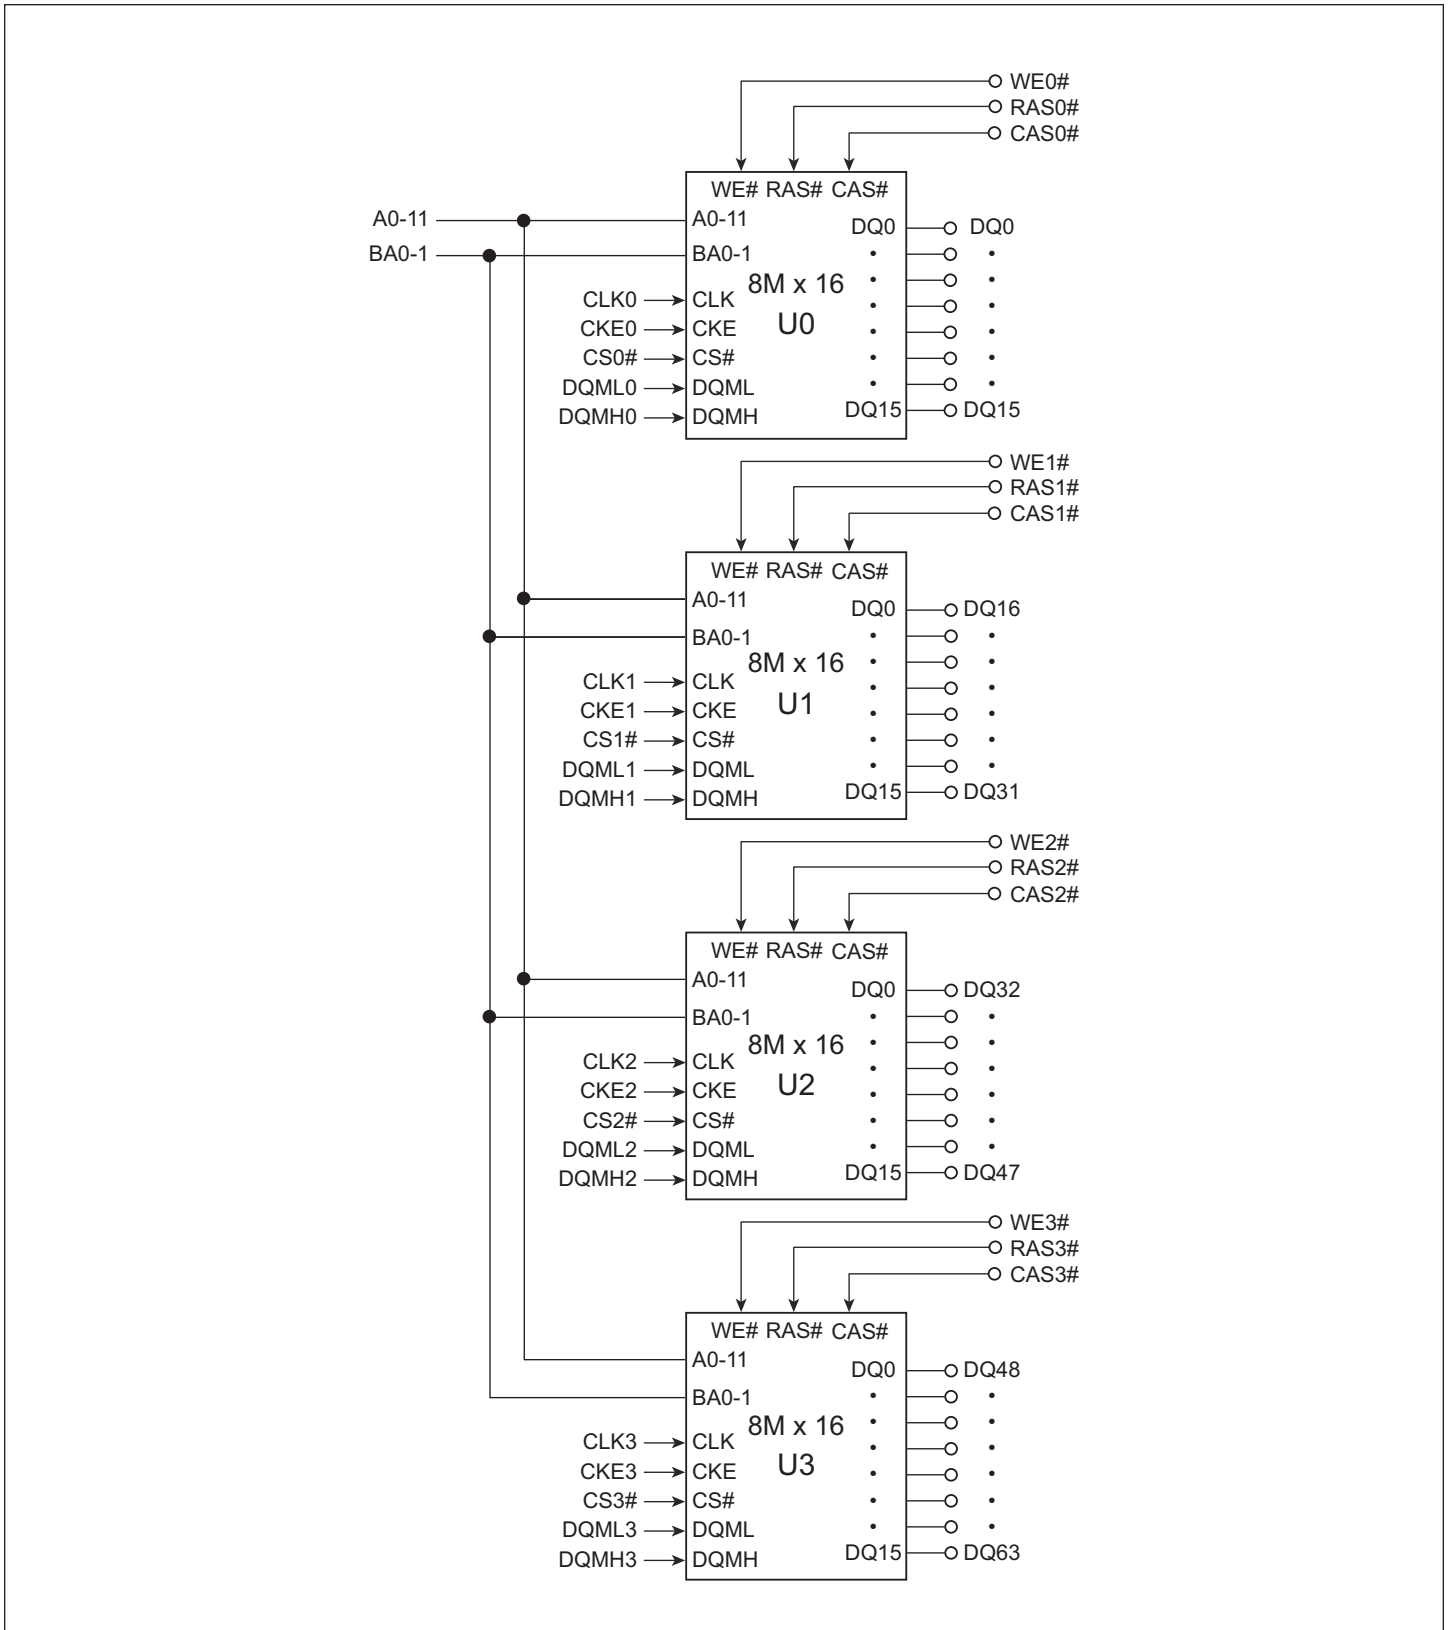 WE0#
RAS0#
CAS0#
WE# RAS# CAS#
A0-11 A0-11 DQ0 DQ0
BA0-1 BA0-1
8M x 16
CLK0 CLK
U0
CKE0 CKE
CS0# CS#
DQML0 DQML
DQMH0 DQMH DQ15 DQ15
WE1#
RAS1#
CAS1#
WE# RAS# CAS#
A0-11 DQ0 DQ16
BA0-1
8M x 16
CLK1 CLK
U1
CKE1 CKE
CS1# CS#
DQML1 DQML
DQMH1 DQMH DQ15 DQ31
WE2#
RAS2#
CAS2#
WE# RAS# CAS#
A0-11 DQ0 DQ32
BA0-1
8M x 16
CLK2 CLK
U2
CKE2 CKE
CS2# CS#
DQML2 DQML
DQMH2 DQMH DQ15 DQ47
WE3#
RAS3#
CAS3#
WE# RAS# CAS#
A0-11 DQ0 DQ48
BA0-1
8M x 16
CLK3 CLK
U3
CKE3 CKE
CS3# CS#
DQML3 DQML
DQMH3 DQMH DQ15 DQ63